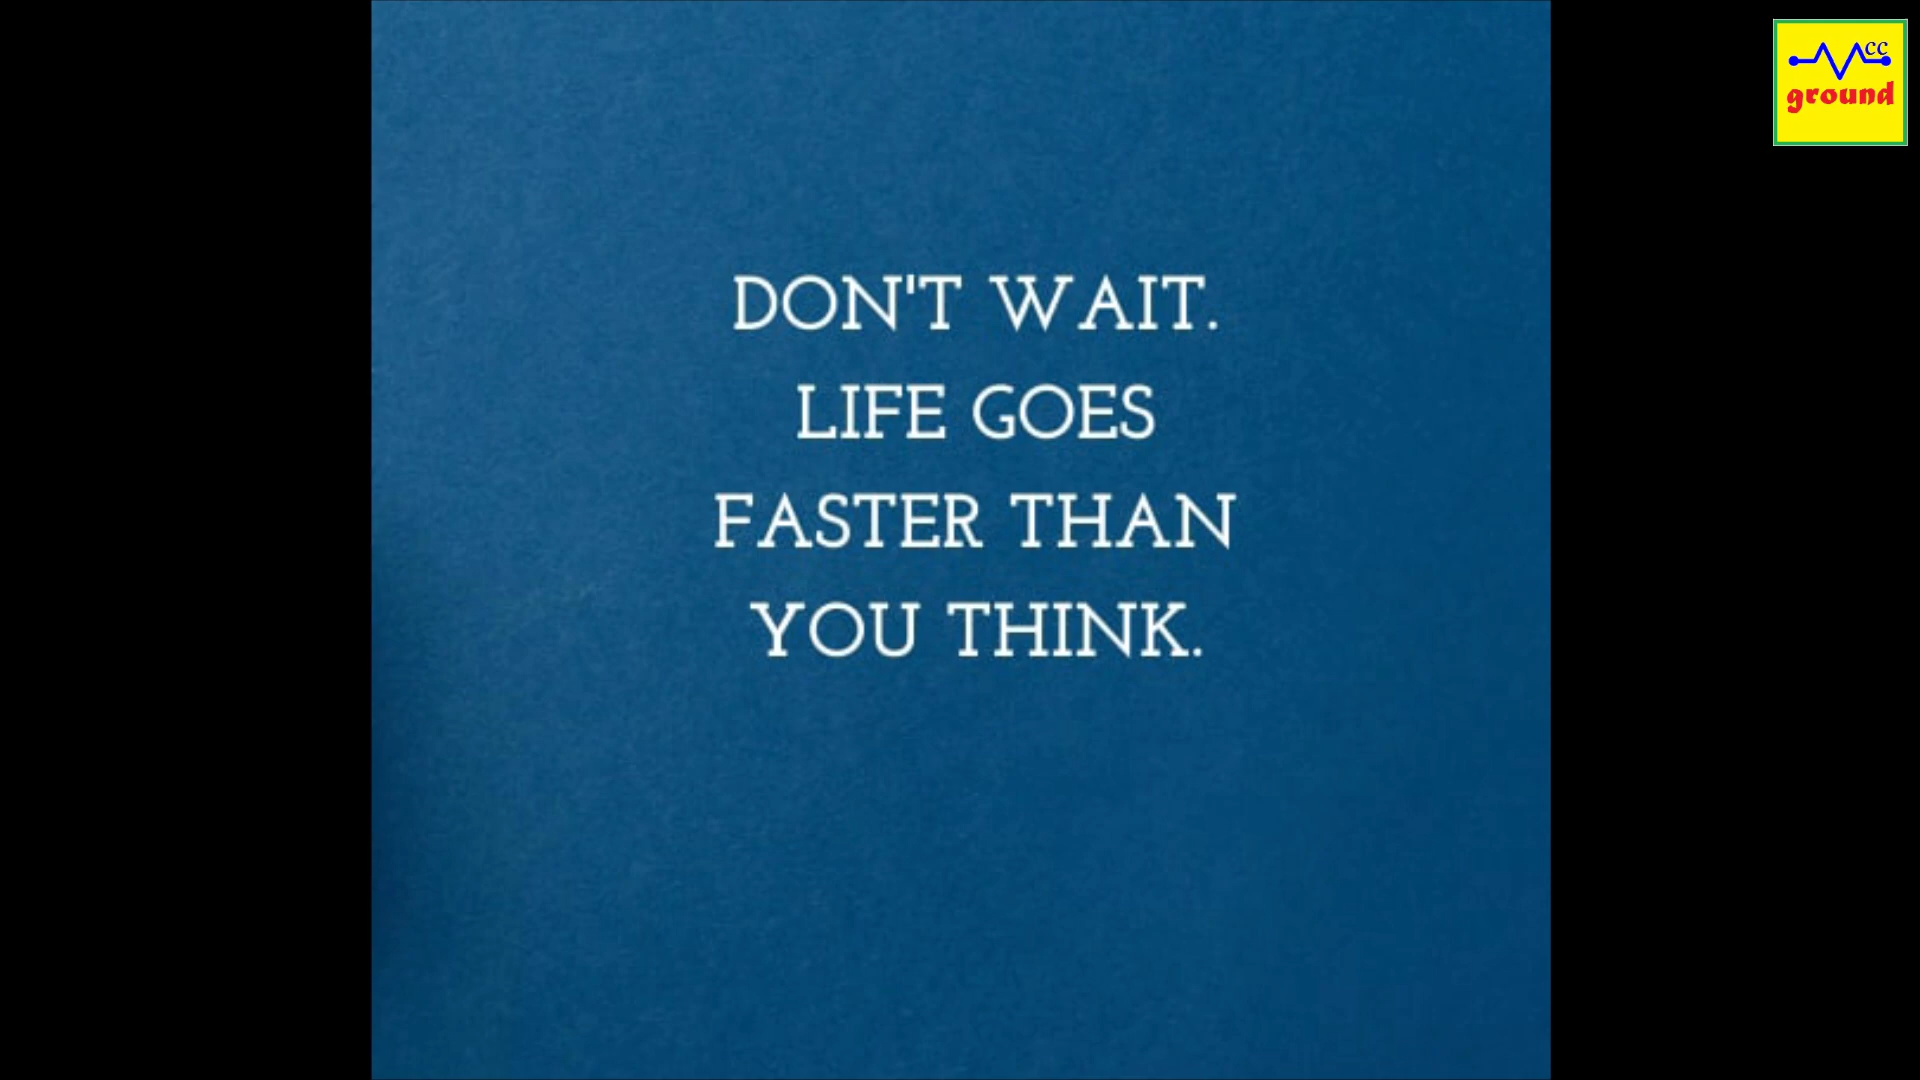 DON'T WAIT.
LIFE GOES
FASTER THAN
YOU THINK.
cc
ground